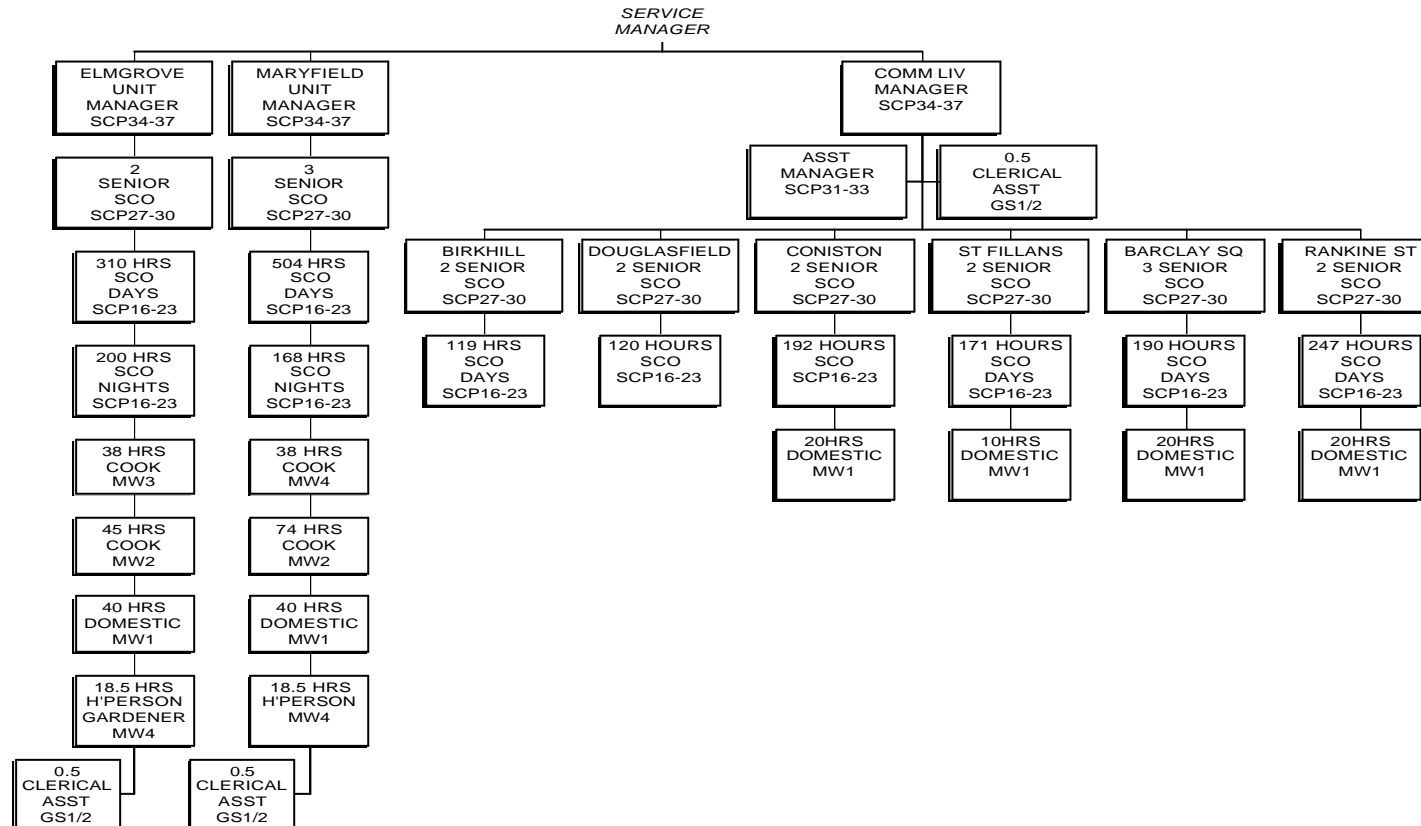 SERVICE
MANAGER
ELMGROVE
UNIT
MANAGER
SCP34-37
MARYFIELD
UNIT
MANAGER
SCP34-37
COMM LIV
MANAGER
SCP34-37
2
SENIOR
SCO
SCP27-30
3
SENIOR
SCO
SCP27-30
ASST
MANAGER
SCP31-33
0.5
CLERICAL
ASST
GS1/2
310 HRS
SCO
DAYS
SCP16-23
504 HRS
SCO
DAYS
SCP16-23
BIRKHILL
2 SENIOR
SCO
SCP27-30
DOUGLASFIELD
2 SENIOR
SCO
SCP27-30
CONISTON
2 SENIOR
SCO
SCP27-30
ST FILLANS
2 SENIOR
SCO
SCP27-30
BARCLAY SQ
3 SENIOR
SCO
SCP27-30
RANKINE ST
2 SENIOR
SCO
SCP27-30
200 HRS
SCO
NIGHTS
SCP16-23
168 HRS
SCO
NIGHTS
SCP16-23
119 HRS
SCO
DAYS
SCP16-23
120 HOURS
SCO
SCP16-23
192 HOURS
SCO
SCP16-23
171 HOURS
SCO
DAYS
SCP16-23
190 HOURS
SCO
DAYS
SCP16-23
247 HOURS
SCO
DAYS
SCP16-23
38 HRS
COOK
MW3
38 HRS
COOK
MW4
20HRS
DOMESTIC
MW1
10HRS
DOMESTIC
MW1
20HRS
DOMESTIC
MW1
20HRS
DOMESTIC
MW1
45 HRS
COOK
MW2
74 HRS
COOK
MW2
40 HRS
DOMESTIC
MW1
40 HRS
DOMESTIC
MW1
18.5 HRS
H'PERSON
GARDENER
MW4
18.5 HRS
H'PERSON
MW4
0.5
CLERICAL
ASST
GS1/2
0.5
CLERICAL
ASST
GS1/2